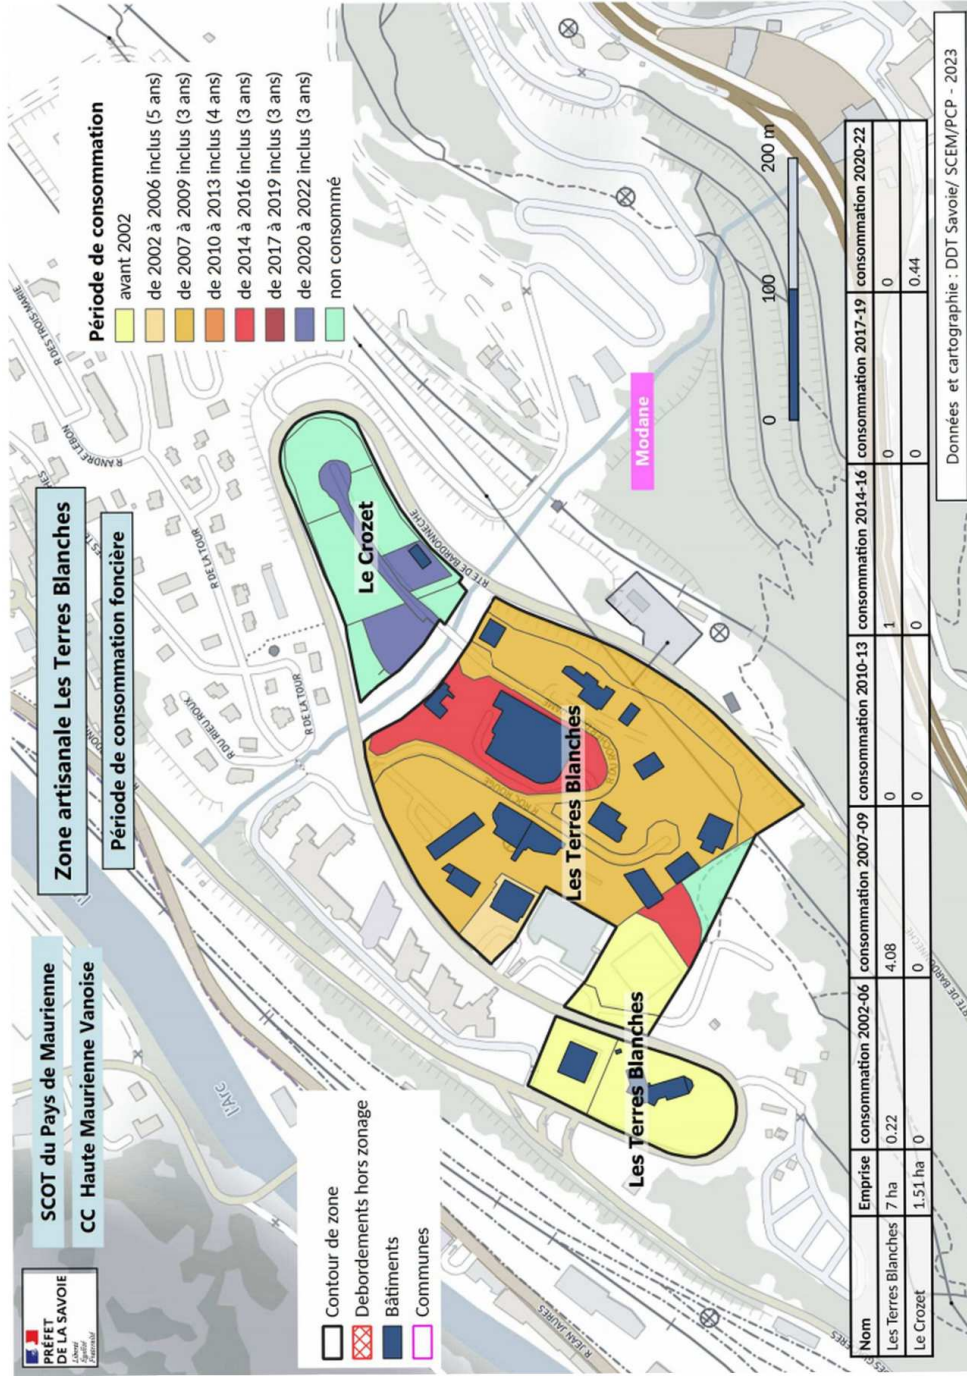 PRÉFET
DE LA SAVOIE
Liberté
Égalité
Fraternité
SCOT du Pays de Maurienne
CC Haute Maurienne Vanoise
Zone artisanale Les Terres Blanches
Période de consommation foncière
Période de consommation
avant 2002
de 2002 à 2006 inclus (5 ans)
de 2007 à 2009 inclus (3 ans)
de 2010 à 2013 inclus (4 ans)
de 2014 à 2016 inclus (3 ans)
de 2017 à 2019 inclus (3 ans)
de 2020 à 2022 inclus (3 ans)
non consommé
Contour de zone
Debordements hors zonage
Bâtiments
Communes
l'Arc
R DES TROIS-MARIE
R ANDRÉ LEBON
R DE LA TOUR
R DU RIEU ROUX
R DE LA TOUR
RTE DE BARDONNECHE
R JEAN JAURÈS
RTE DE BARDONNECHE
Le Crozet
Les Terres Blanches
Les Terres Blanches
Modane
0 100 200 m
Nom Emprise consommation 2002-06 consommation 2007-09 consommation 2010-13 consommation 2014-16 consommation 2017-19 consommation 2020-22
Les Terres Blanches 7 ha 0.22 4.08 0 1 0 0
Le Crozet 1.51 ha 0 0 0 0 0 0.44
Données et cartographie : DDT Savoie/ SCEM/PCP - 2023